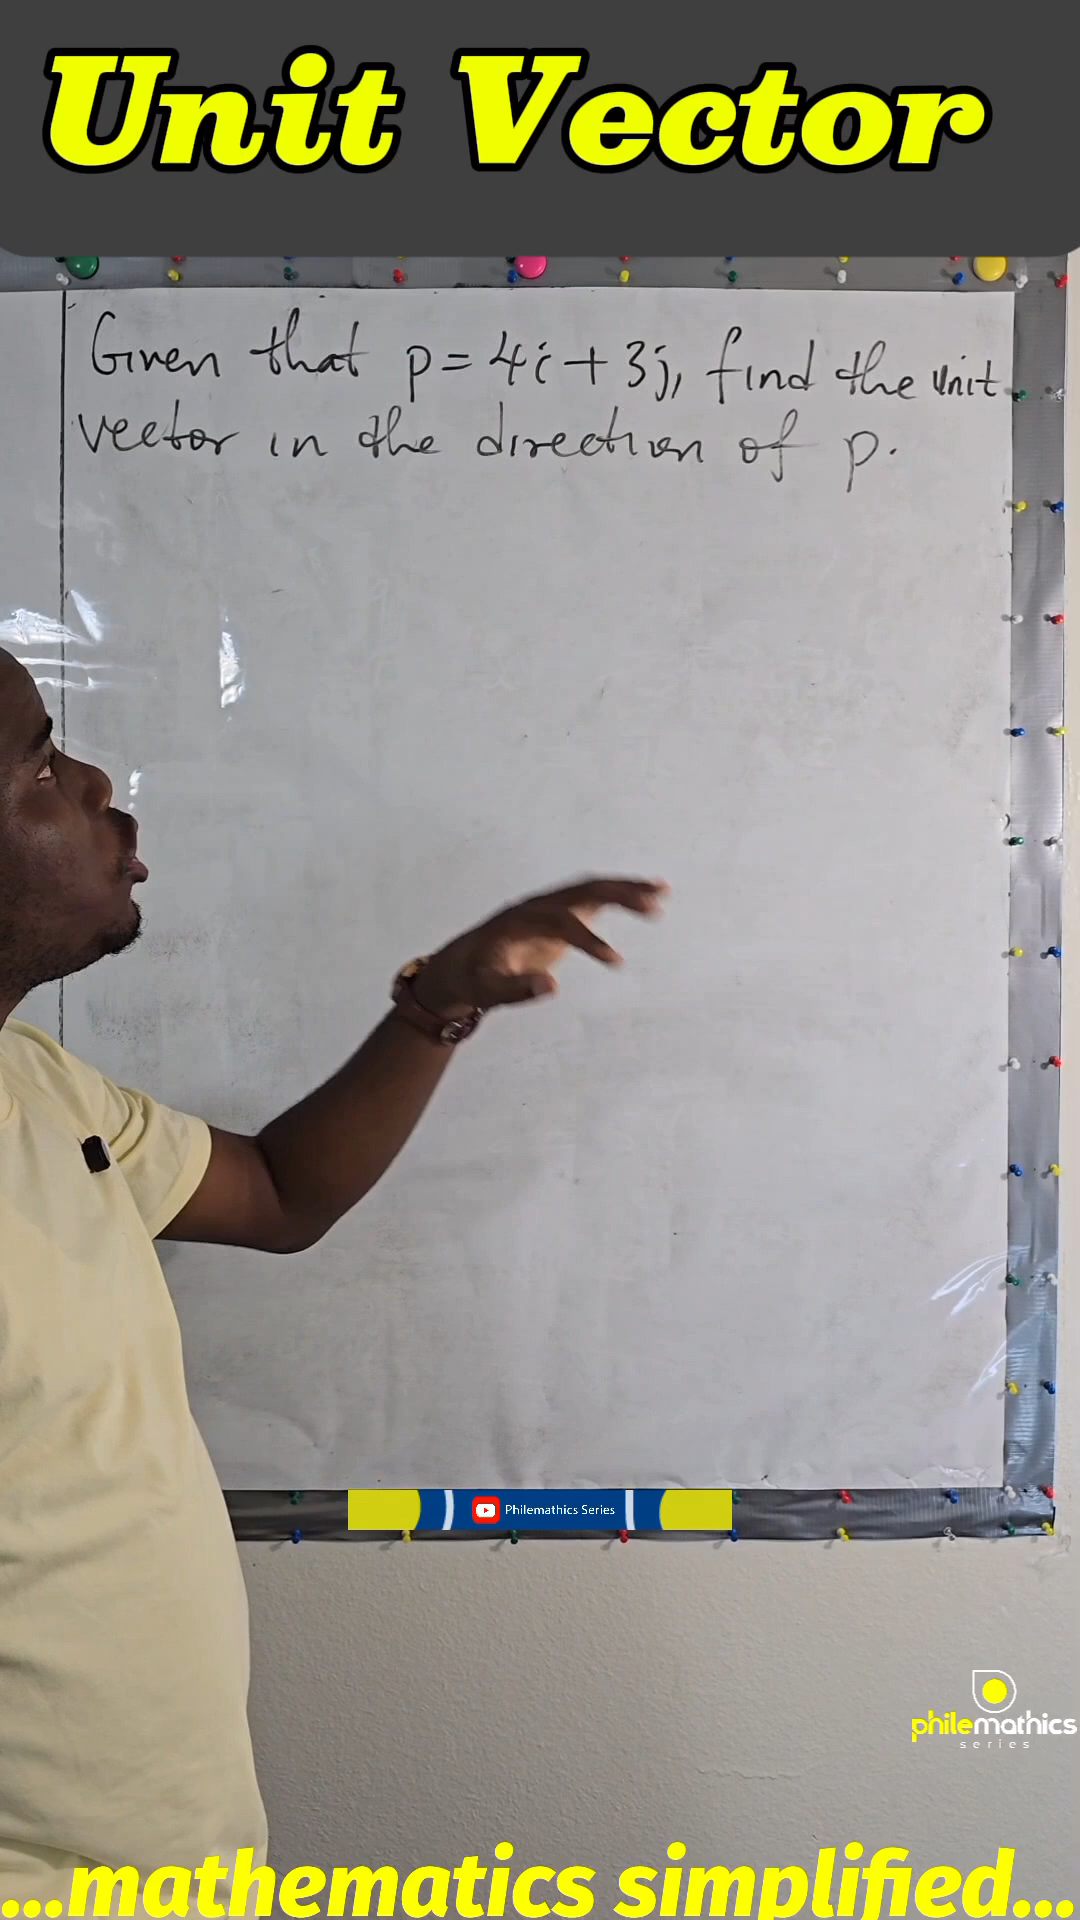 Unit Vector
Given that p = 4i + 3j, find the unit
vector in the direction of p.
Philemathics Series
philemathics
series
...mathematics simplified...